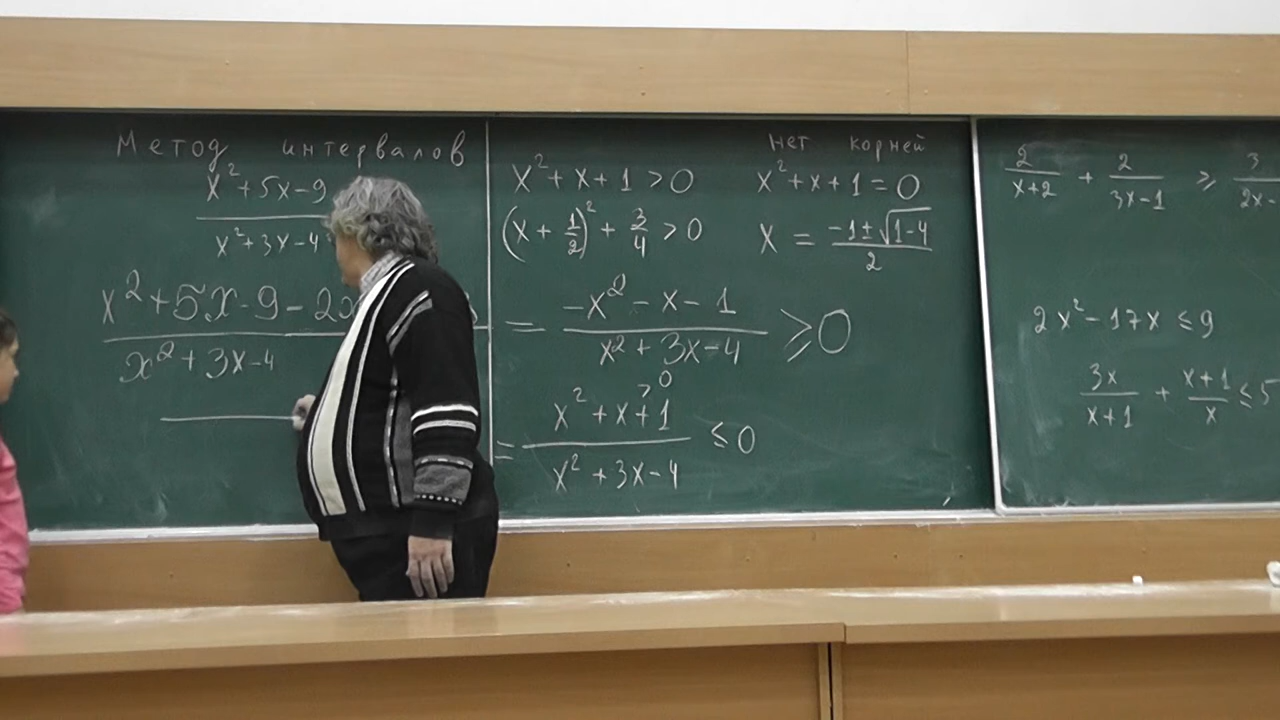 Метод интервалов
x² + 5x - 9
x² + 3x - 4
x² + 5x - 9 - 2x
x² + 3x - 4
x² + x + 1 > 0
(x + 1/2)² + 3/4 > 0
= (-x² - x - 1)/(x² + 3x - 4) ≥ 0
> 0
= (x² + x + 1)/(x² + 3x - 4) ≤ 0
Нет корней
x² + x + 1 = 0
x = (-1 ± √(1-4))/2
2/(x+2) + 2/(3x-1) ≥ 3/(2x-
2x² - 17x ≤ 9
3x/(x+1) + (x+1)/x ≤ 5